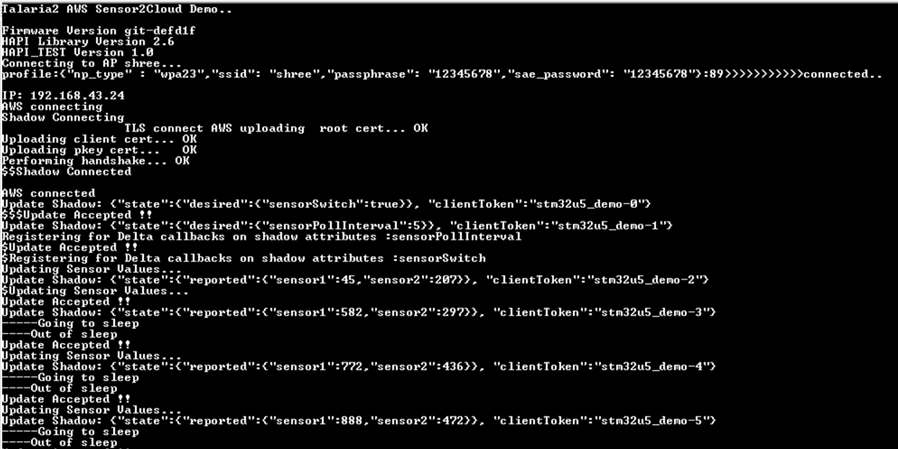 Talaria2 AWS Sensor2Cloud Demo..
Firmware Version git-defd1f
HAPI Library Version 2.6
HAPI_TEST Version 1.0
Connecting to AP shree...
profile:{"np_type" : "wpa23","ssid": "shree","passphrase": "12345678","sae_password": "12345678"}:89>>>>>>>>>>>connected..
IP: 192.168.43.24
AWS connecting
Shadow Connecting
TLS connect AWS uploading  root cert... OK
Uploading client cert... OK
Uploading pkey cert...   OK
Performing handshake... OK
$$Shadow Connected
AWS connected
Update Shadow: {"state":{"desired":{"sensorSwitch":true}}, "clientToken":"stm32u5_demo-0"}
$$$Update Accepted !!
Update Shadow: {"state":{"desired":{"sensorPollInterval":5}}, "clientToken":"stm32u5_demo-1"}
Registering for Delta callbacks on shadow attributes :sensorPollInterval
$Update Accepted !!
$Registering for Delta callbacks on shadow attributes :sensorSwitch
Updating Sensor Values...
Update Shadow: {"state":{"reported":{"sensor1":45,"sensor2":207}}, "clientToken":"stm32u5_demo-2"}
$Updating Sensor Values...
Update Accepted !!
Update Shadow: {"state":{"reported":{"sensor1":582,"sensor2":297}}, "clientToken":"stm32u5_demo-3"}
-----Going to sleep
----Out of sleep
Update Accepted !!
Updating Sensor Values...
Update Shadow: {"state":{"reported":{"sensor1":772,"sensor2":436}}, "clientToken":"stm32u5_demo-4"}
-----Going to sleep
----Out of sleep
Update Accepted !!
Updating Sensor Values...
Update Shadow: {"state":{"reported":{"sensor1":888,"sensor2":472}}, "clientToken":"stm32u5_demo-5"}
-----Going to sleep
----Out of sleep